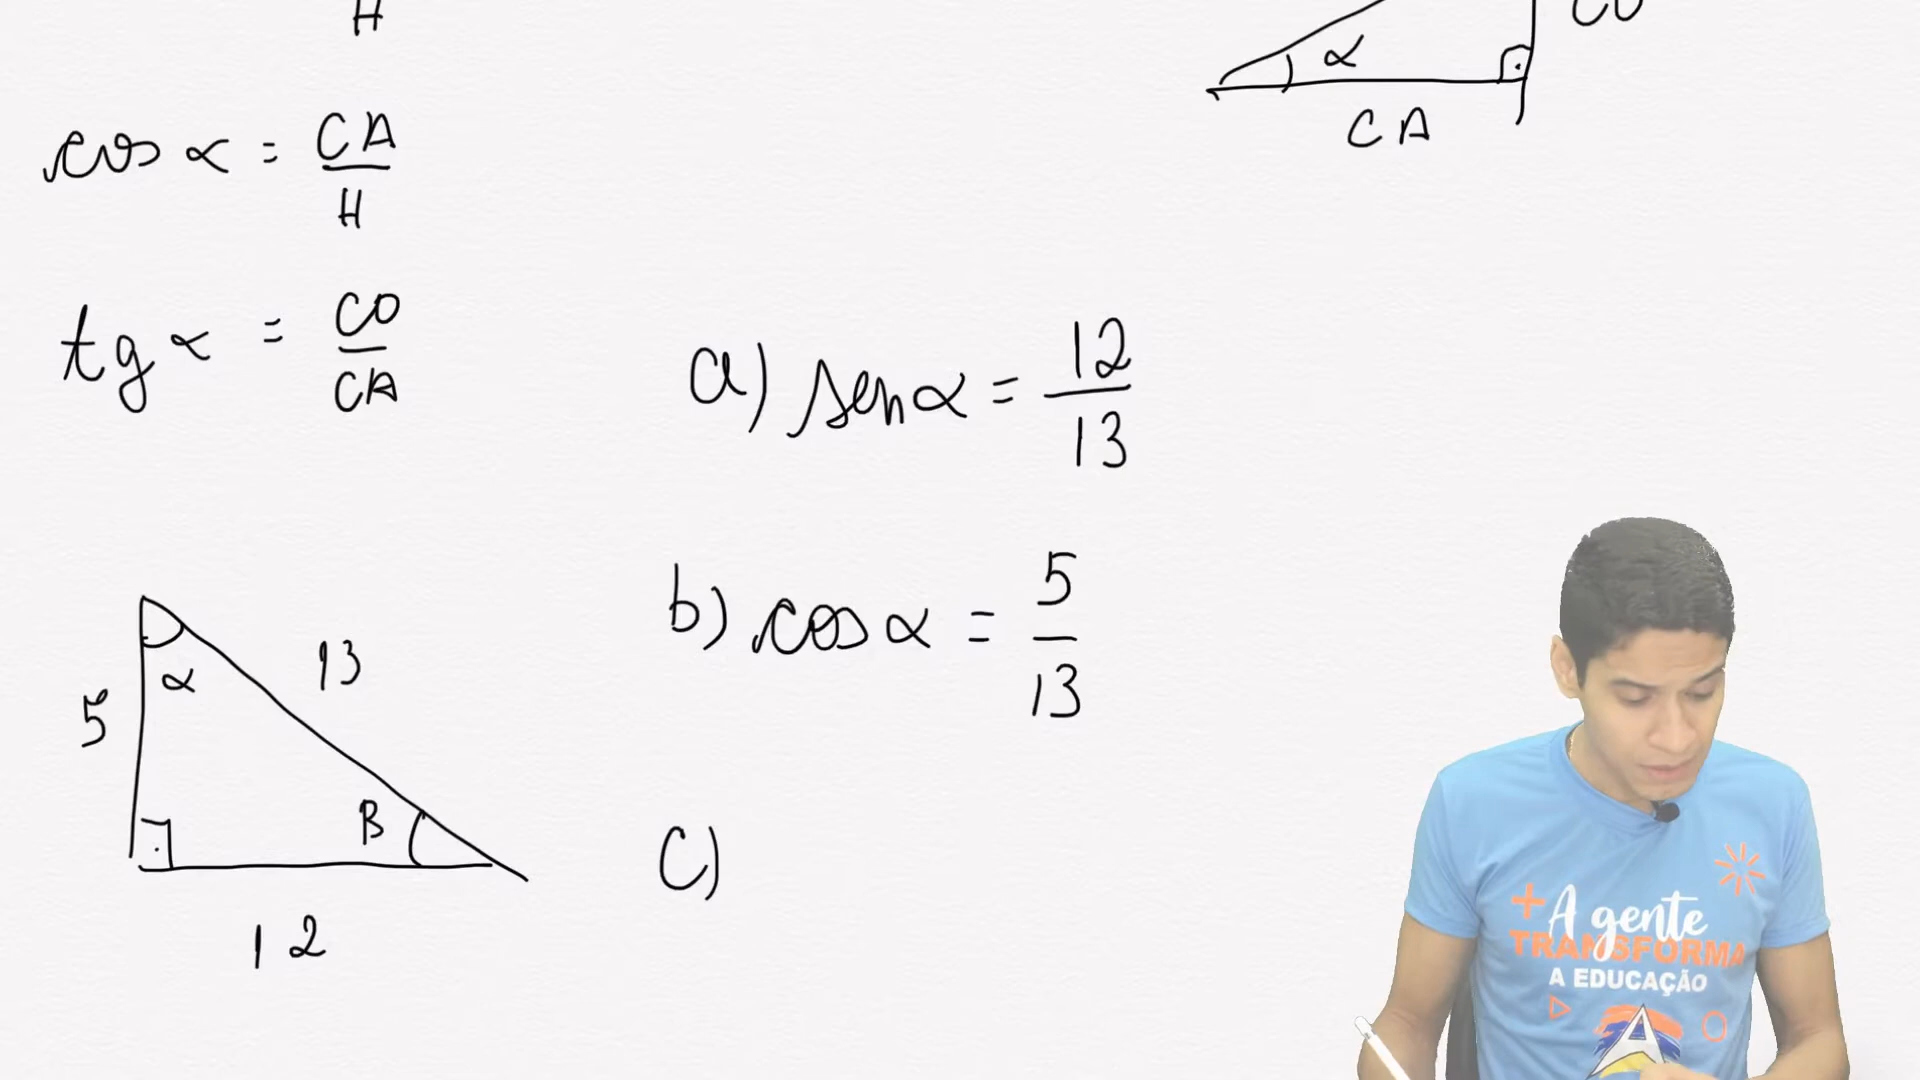 H
CO
α
CA
cos α = CA
H
tg α = CO
CA
a) sen α = 12
13
b) cos α = 5
13
5
α
13
B
12
C)
+
A gente
TRANSFORMA
A EDUCAÇÃO